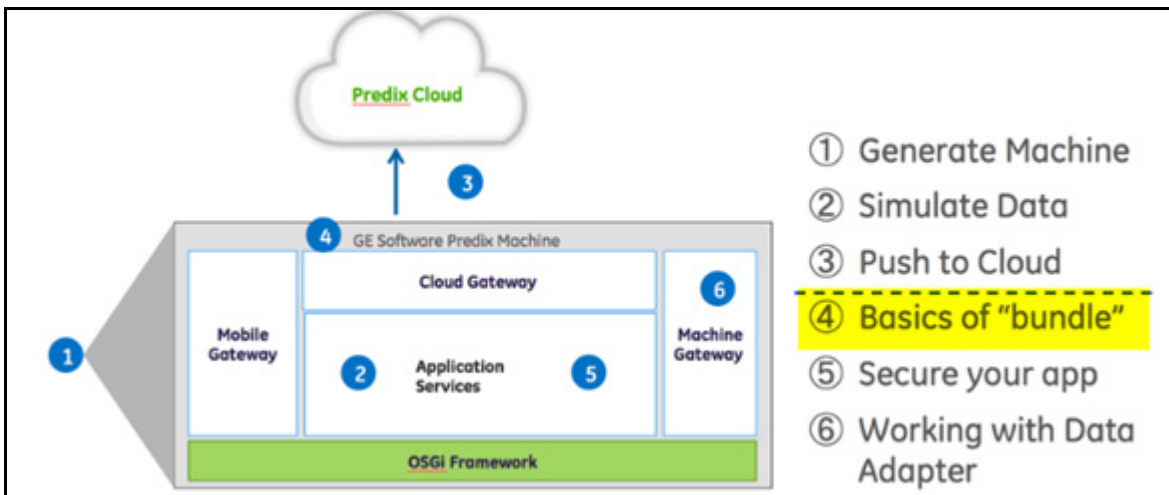 Predix Cloud
3
4 GE Software Predix Machine
Cloud Gateway
6
Mobile
Gateway
Machine
Gateway
1
2
Application
Services
5
OSGi Framework
① Generate Machine
② Simulate Data
③ Push to Cloud
④ Basics of “bundle”
⑤ Secure your app
⑥ Working with Data
Adapter